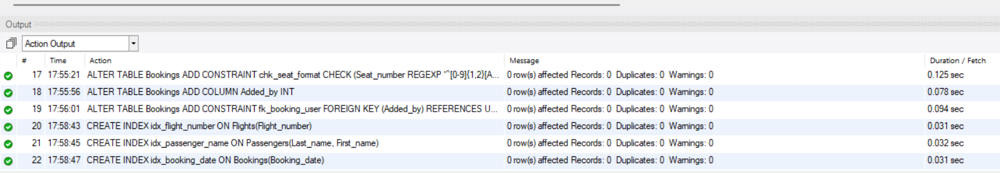 Output
Action Output
# Time Action Message Duration / Fetch
17 17:55:21 ALTER TABLE Bookings ADD CONSTRAINT chk_seat_format CHECK (Seat_number REGEXP '^[0-9]{1,2}[A... 0 row(s) affected Records: 0 Duplicates: 0 Warnings: 0 0.125 sec
18 17:55:56 ALTER TABLE Bookings ADD COLUMN Added_by INT 0 row(s) affected Records: 0 Duplicates: 0 Warnings: 0 0.078 sec
19 17:56:01 ALTER TABLE Bookings ADD CONSTRAINT fk_booking_user FOREIGN KEY (Added_by) REFERENCES U... 0 row(s) affected Records: 0 Duplicates: 0 Warnings: 0 0.094 sec
20 17:58:43 CREATE INDEX idx_flight_number ON Flights(Flight_number) 0 row(s) affected Records: 0 Duplicates: 0 Warnings: 0 0.031 sec
21 17:58:45 CREATE INDEX idx_passenger_name ON Passengers(Last_name, First_name) 0 row(s) affected Records: 0 Duplicates: 0 Warnings: 0 0.032 sec
22 17:58:47 CREATE INDEX idx_booking_date ON Bookings(Booking_date) 0 row(s) affected Records: 0 Duplicates: 0 Warnings: 0 0.031 sec